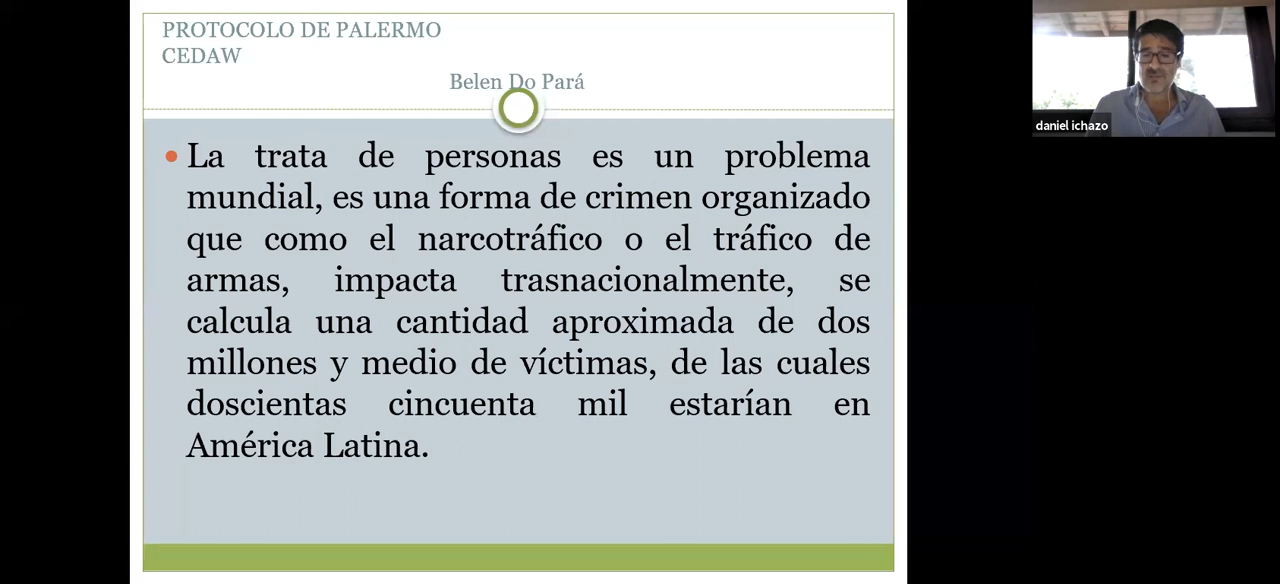 PROTOCOLO DE PALERMO
CEDAW
Belen Do Pará
La trata de personas es un problema
mundial, es una forma de crimen organizado
que como el narcotráfico o el tráfico de
armas, impacta trasnacionalmente, se
calcula una cantidad aproximada de dos
millones y medio de víctimas, de las cuales
doscientas cincuenta mil estarían en
América Latina.
daniel ichazo